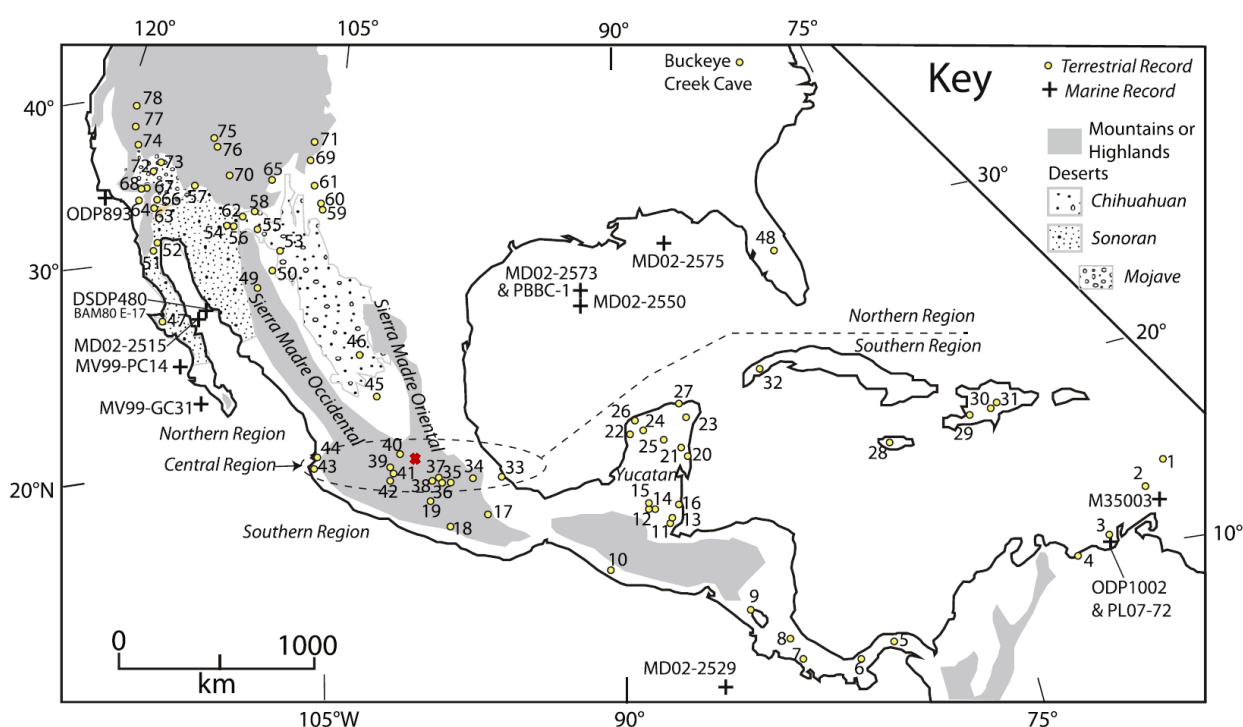 120°
105°
90°
75°
Buckeye
Creek Cave
Key
Terrestrial Record
Marine Record
Mountains or
Highlands
Deserts
Chihuahuan
Sonoran
Mojave
40°
30°
20°N
30°
20°
10°
78
77
74
75
76
71
69
73
72
70
65
61
68
67
66
57
60
59
58
62
64
63
ODP893
54
56
55
53
52
51
50
49
48
MD02-2575
MD02-2573
& PBBC-1
MD02-2550
DSDP480
BAM80 E-17
47
MD02-2515
MV99-PC14
MV99-GC31
Sierra Madre Occidental
Sierra Madre Oriental
46
45
Northern Region
Southern Region
32
27
26
24
23
22
25
21
20
30
31
29
28
Northern Region
Central Region
44
43
40
39
41
42
37
35
38
36
34
33
Yucatan
15
14
16
12
13
11
19
18
17
Southern Region
10
2
1
M35003
3
4
ODP1002
& PL07-72
9
8
7
6
5
MD02-2529
0
1000
km
105°W
90°
75°